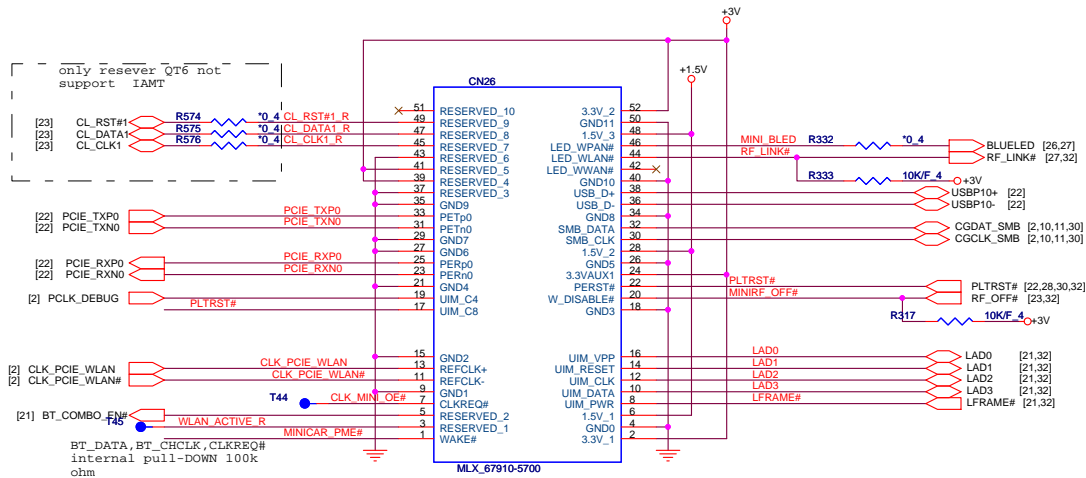 +3V
only resever QT6 not
support IAMT
CN26
+1.5V
51 RESERVED_10 3.3V_2 52
[23] CL_RST#1 R574 *0_4 CL_RST#1_R 49 RESERVED_9 GND11 50
[23] CL_DATA1 R575 *0_4 CL_DATA1_R 47 RESERVED_8 1.5V_3 48
[23] CL_CLK1 R576 *0_4 CL_CLK1_R 45 RESERVED_7 LED_WPAN# 46 MINI_BLED R332 *0_4 BLUELED [26,27]
43 RESERVED_6 LED_WLAN# 44 RF_LINK# RF_LINK# [27,32]
41 RESERVED_5 LED_WWAN# 42
39 RESERVED_4 GND10 40 R333 10K/F_4 +3V
37 RESERVED_3 USB_D+ 38 USBP10+ [22]
35 GND9 USB_D- 36 USBP10- [22]
[22] PCIE_TXP0 PCIE_TXP0 33 PETp0 GND8 34
[22] PCIE_TXN0 PCIE_TXN0 31 PETn0 SMB_DATA 32 CGDAT_SMB [2,10,11,30]
29 GND7 SMB_CLK 30 CGCLK_SMB [2,10,11,30]
27 GND6 1.5V_2 28
[22] PCIE_RXP0 PCIE_RXP0 25 PERp0 GND5 26
[22] PCIE_RXN0 PCIE_RXN0 23 PERn0 3.3VAUX1 24
21 GND4 PERST# 22 PLTRST# PLTRST# [22,28,30,32]
[2] PCLK_DEBUG 19 UIM_C4 W_DISABLE# 20 MINIRF_OFF# RF_OFF# [23,32]
PLTRST# 17 UIM_C8 GND3 18
R317 10K/F_4 +3V
15 GND2 UIM_VPP 16 LAD0 LAD0 [21,32]
[2] CLK_PCIE_WLAN CLK_PCIE_WLAN 13 REFCLK+ UIM_RESET 14 LAD1 LAD1 [21,32]
[2] CLK_PCIE_WLAN# CLK_PCIE_WLAN# 11 REFCLK- UIM_CLK 12 LAD2 LAD2 [21,32]
9 GND1 UIM_DATA 10 LAD3 LAD3 [21,32]
T44 CLK_MINI_OE# 7 CLKREQ# UIM_PWR 8 LFRAME# LFRAME# [21,32]
[21] BT_COMBO_EN# 5 RESERVED_2 1.5V_1 6
T45 WLAN_ACTIVE_R 3 RESERVED_1 GND0 4
MINICAR_PME# 1 WAKE# 3.3V_1 2
BT_DATA,BT_CHCLK,CLKREQ#
internal pull-DOWN 100k
ohm
MLX_67910-5700